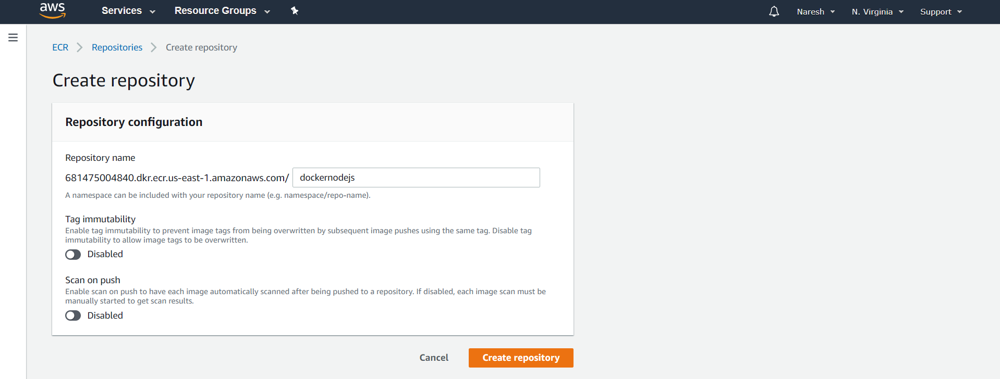 aws Services Resource Groups Naresh N. Virginia Support
ECR Repositories Create repository
Create repository
Repository configuration
Repository name
681475004840.dkr.ecr.us-east-1.amazonaws.com/ dockernodejs
A namespace can be included with your repository name (e.g. namespace/repo-name).
Tag immutability
Enable tag immutability to prevent image tags from being overwritten by subsequent image pushes using the same tag. Disable tag
immutability to allow image tags to be overwritten.
Disabled
Scan on push
Enable scan on push to have each image automatically scanned after being pushed to a repository. If disabled, each image scan must be
manually started to get scan results.
Disabled
Cancel Create repository